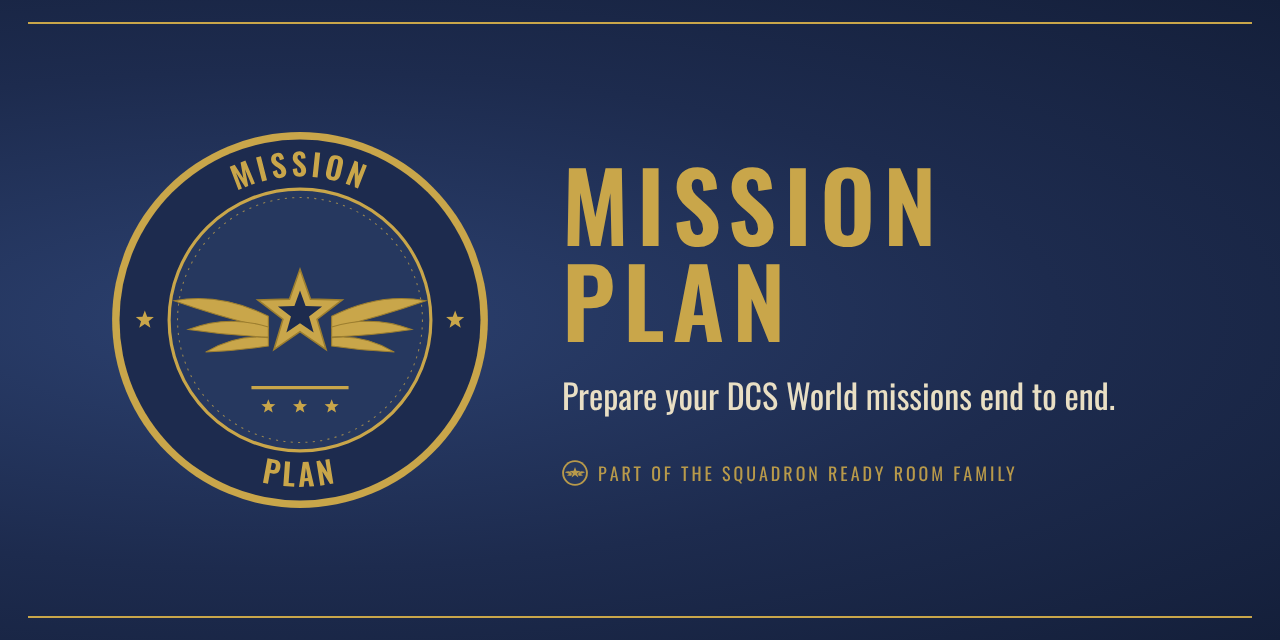 MISSION
PLAN
MISSION
PLAN
Prepare your DCS World missions end to end.
PART OF THE SQUADRON READY ROOM FAMILY